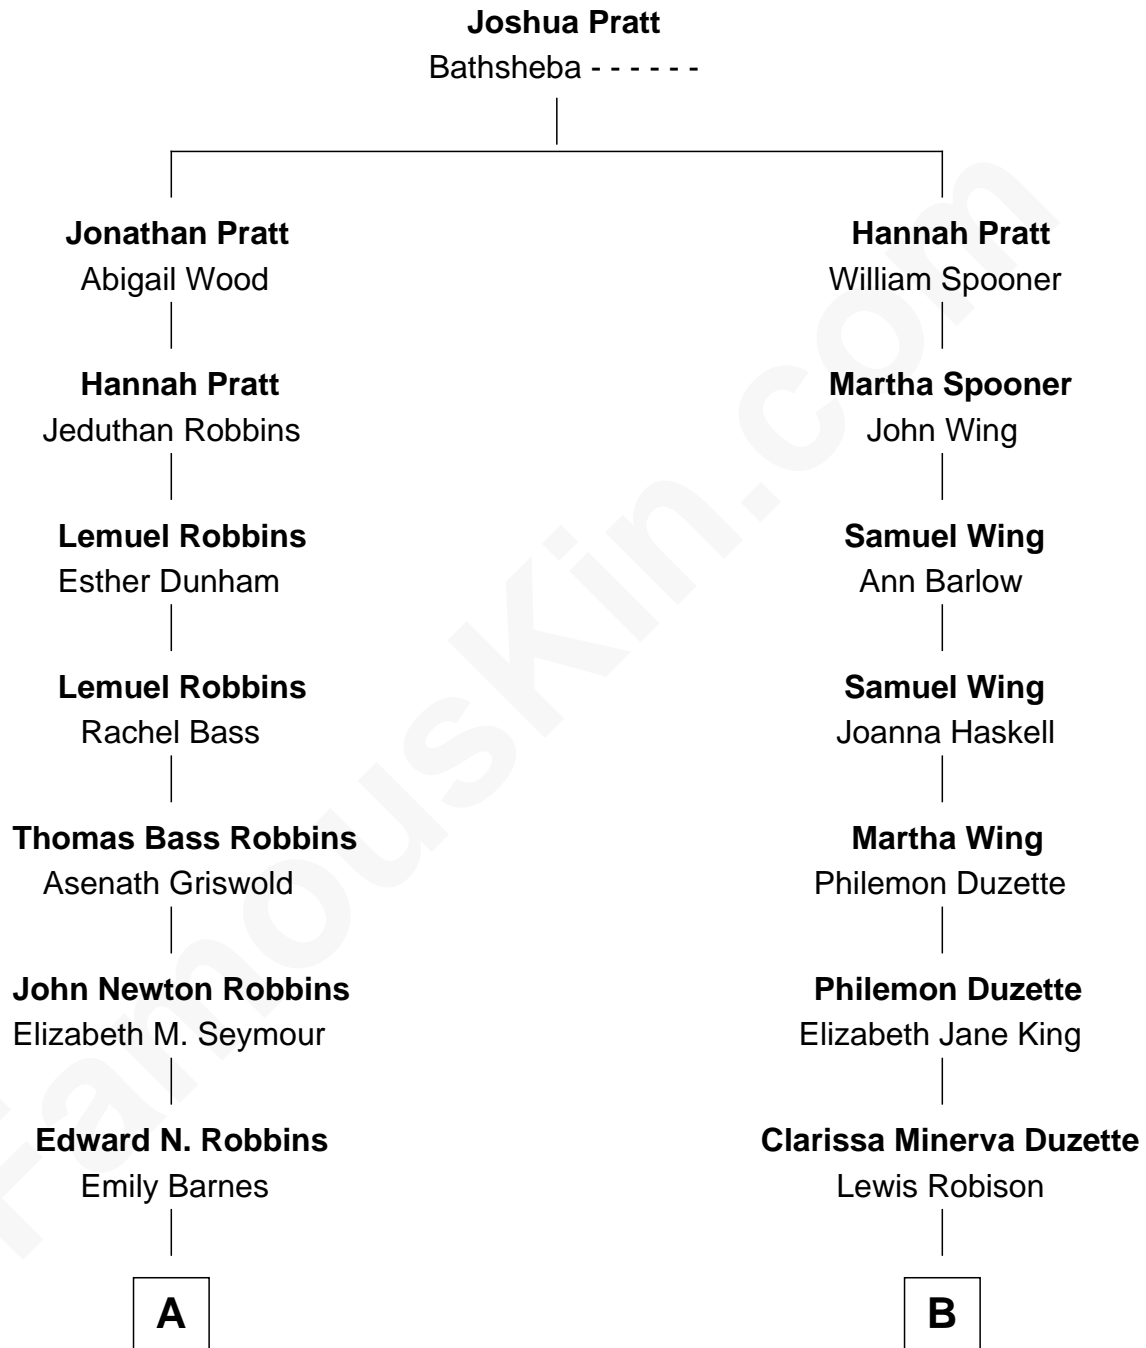 Joshua Pratt
Bathsheba - - - - - -
Jonathan Pratt
Abigail Wood
Hannah Pratt
William Spooner
Hannah Pratt
Jeduthan Robbins
Martha Spooner
John Wing
Lemuel Robbins
Esther Dunham
Samuel Wing
Ann Barlow
Lemuel Robbins
Rachel Bass
Samuel Wing
Joanna Haskell
Thomas Bass Robbins
Asenath Griswold
Martha Wing
Philemon Duzette
John Newton Robbins
Elizabeth M. Seymour
Philemon Duzette
Elizabeth Jane King
Edward N. Robbins
Emily Barnes
Clarissa Minerva Duzette
Lewis Robison
A
B
FamousKin.com